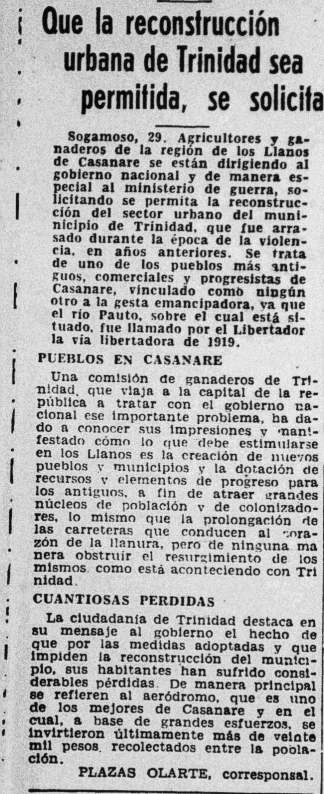 Que la reconstrucción
urbana de Trinidad sea
permitida, se solicita
Sogamoso, 29. Agricultores y ga-
naderos de la región de los Llanos
de Casanare se están dirigiendo al
gobierno nacional y de manera es-
pecial al ministerio de guerra, so-
licitando se permita la reconstruc-
ción del sector urbano del muni-
cipio de Trinidad, que fue arra-
sado durante la época de la violen-
cia, en años anteriores. Se trata
de uno de los pueblos más anti-
guos, comerciales y progresistas de
Casanare, vinculado como ningún
otro a la gesta emancipadora, ya que
el río Pauto, sobre el cual está si-
tuado, fue llamado por el Libertador
la vía libertadora de 1919.
PUEBLOS EN CASANARE
Una comisión de ganaderos de Tri-
nidad, que viaja a la capital de la re-
pública a tratar con el gobierno na-
cional ese importante problema, ha da-
do a conocer sus impresiones y mani-
festado cómo lo que debe estimularse
en los Llanos es la creación de nuevos
pueblos y municipios y la dotación de
recursos y elementos de progreso para
los antiguos, a fin de atraer grandes
núcleos de población y de colonizado-
res, lo mismo que la prolongación de
las carreteras que conducen al cora-
zón de la llanura, pero de ninguna ma
nera obstruir el resurgimiento de los
mismos como está aconteciendo con Tri
nidad.
CUANTIOSAS PERDIDAS
La ciudadanía de Trinidad destaca en
su mensaje al gobierno el hecho de
que por las medidas adoptadas y que
impiden la reconstrucción del munici-
pio, sus habitantes han sufrido consi-
derables pérdidas. De manera principal
se refieren al aeródromo, que es uno
de los mejores de Casanare y en el
cual, a base de grandes esfuerzos, se
invirtieron últimamente más de veinte
mil pesos, recolectados entre la pobla-
ción.
PLAZAS OLARTE, corresponsal.